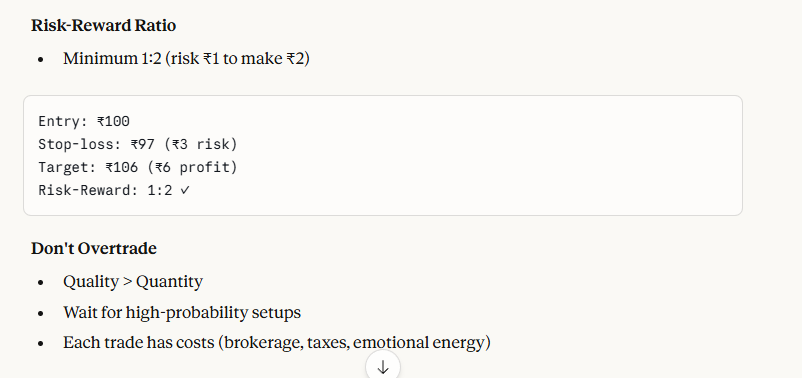 Risk-Reward Ratio
• Minimum 1:2 (risk ₹1 to make ₹2)
Entry: ₹100
Stop-loss: ₹97 (₹3 risk)
Target: ₹106 (₹6 profit)
Risk-Reward: 1:2 ✓
Don't Overtrade
• Quality > Quantity
• Wait for high-probability setups
• Each trade has costs (brokerage, taxes, emotional energy)